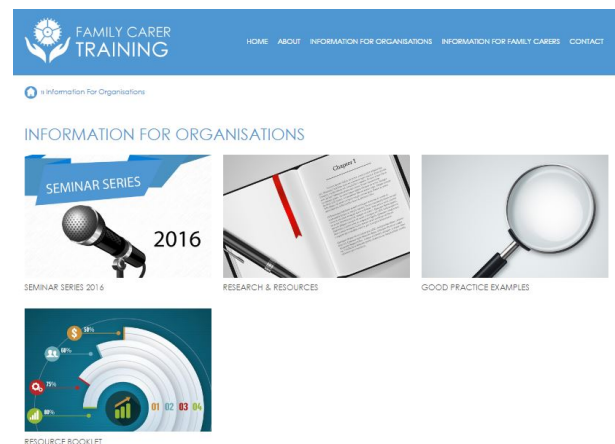 FAMILY CARER
TRAINING
HOME ABOUT INFORMATION FOR ORGANISATIONS INFORMATION FOR FAMILY CARERS CONTACT
» Information For Organisations
INFORMATION FOR ORGANISATIONS
SEMINAR SERIES
2016
Chapter I
SEMINAR SERIES 2016
RESEARCH & RESOURCES
GOOD PRACTICE EXAMPLES
50%
60%
75%
80%
01 02 03 04
RESOURCE BOOKLET